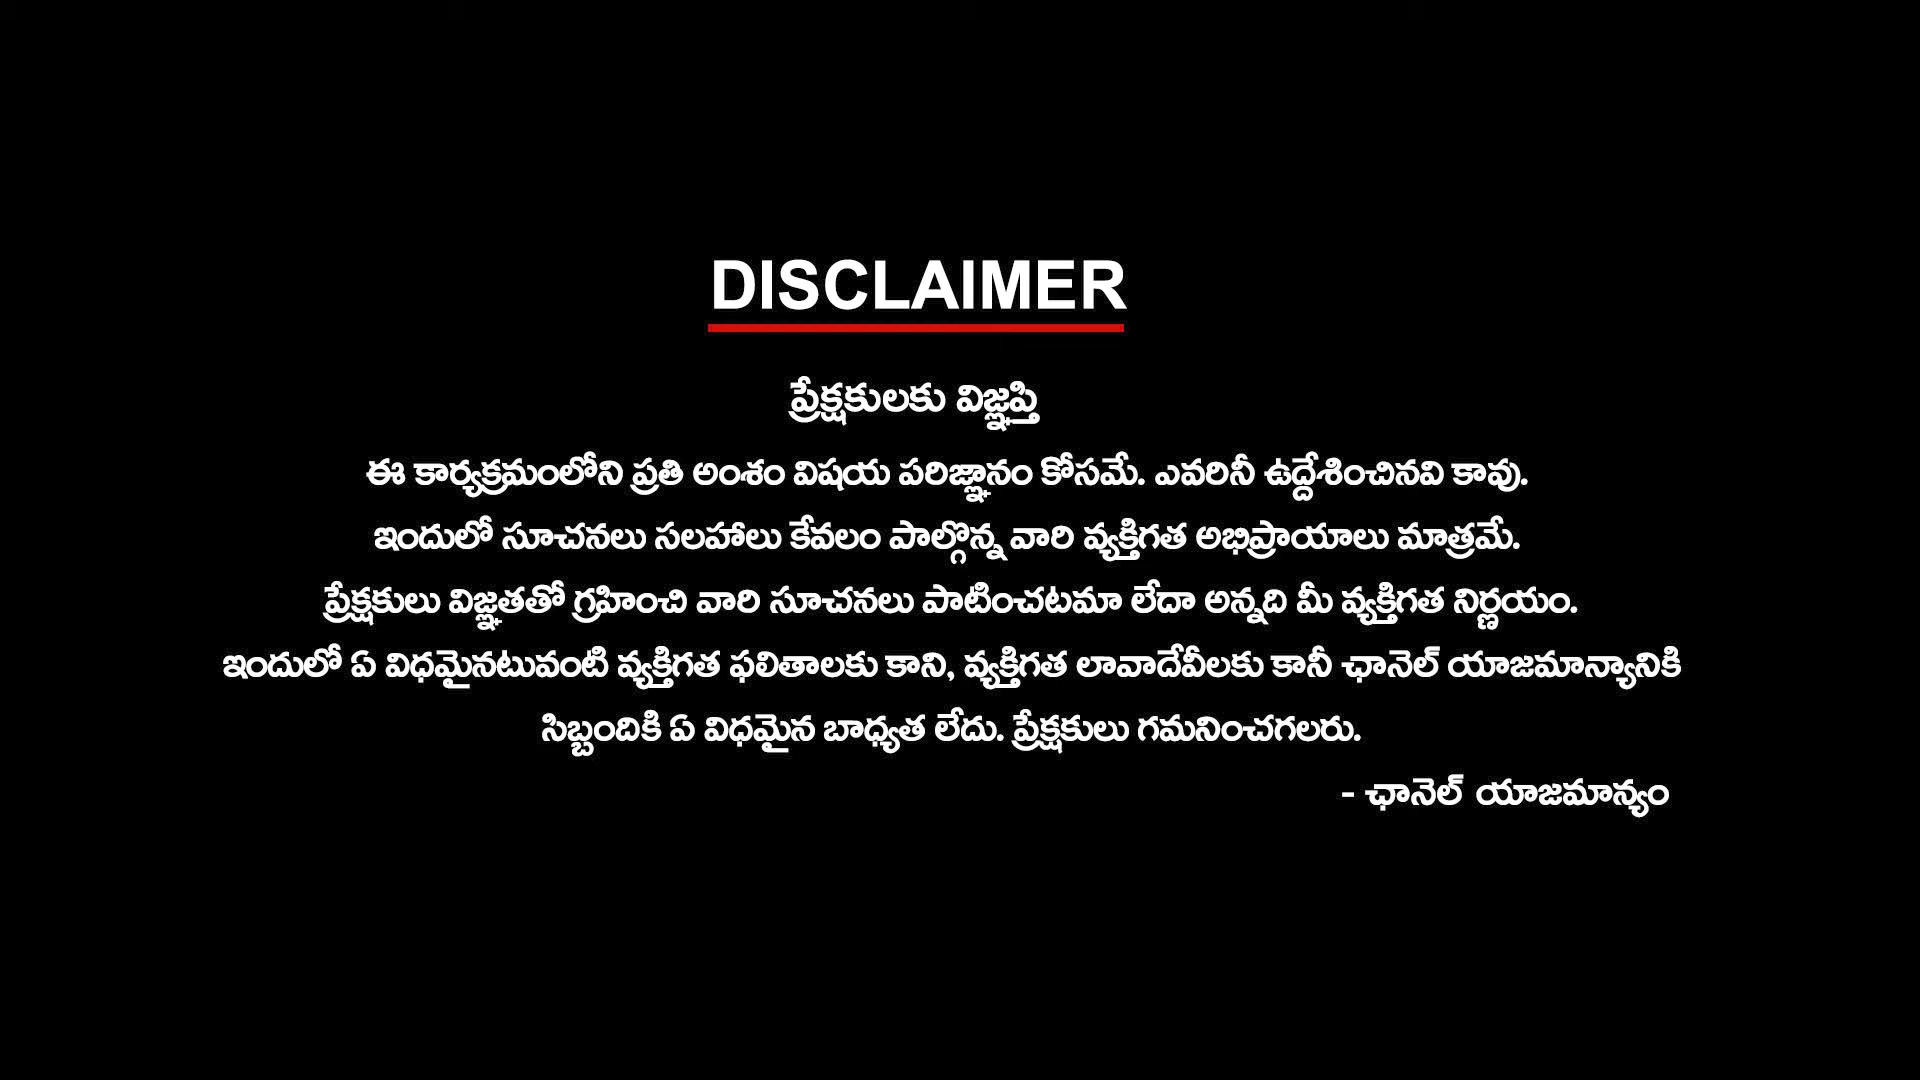 DISCLAIMER
ప్రేక్షకులకు విజ్ఞప్తి
ఈ కార్యక్రమంలోని ప్రతి అంశం విషయ పరిజ్ఞానం కోసమే. ఎవరినీ ఉద్దేశించినవి కావు.
ఇందులో సూచనలు సలహాలు కేవలం పాల్గొన్న వారి వ్యక్తిగత అభిప్రాయాలు మాత్రమే.
ప్రేక్షకులు విజ్ఞతతో గ్రహించి వారి సూచనలు పాటించటమా లేదా అన్నది మీ వ్యక్తిగత నిర్ణయం.
ఇందులో ఏ విధమైనటువంటి వ్యక్తిగత ఫలితాలకు కాని, వ్యక్తిగత లావాదేవీలకు కానీ ఛానెల్ యాజమాన్యానికి
సిబ్బందికి ఏ విధమైన బాధ్యత లేదు. ప్రేక్షకులు గమనించగలరు.
- ఛానెల్ యాజమాన్యం